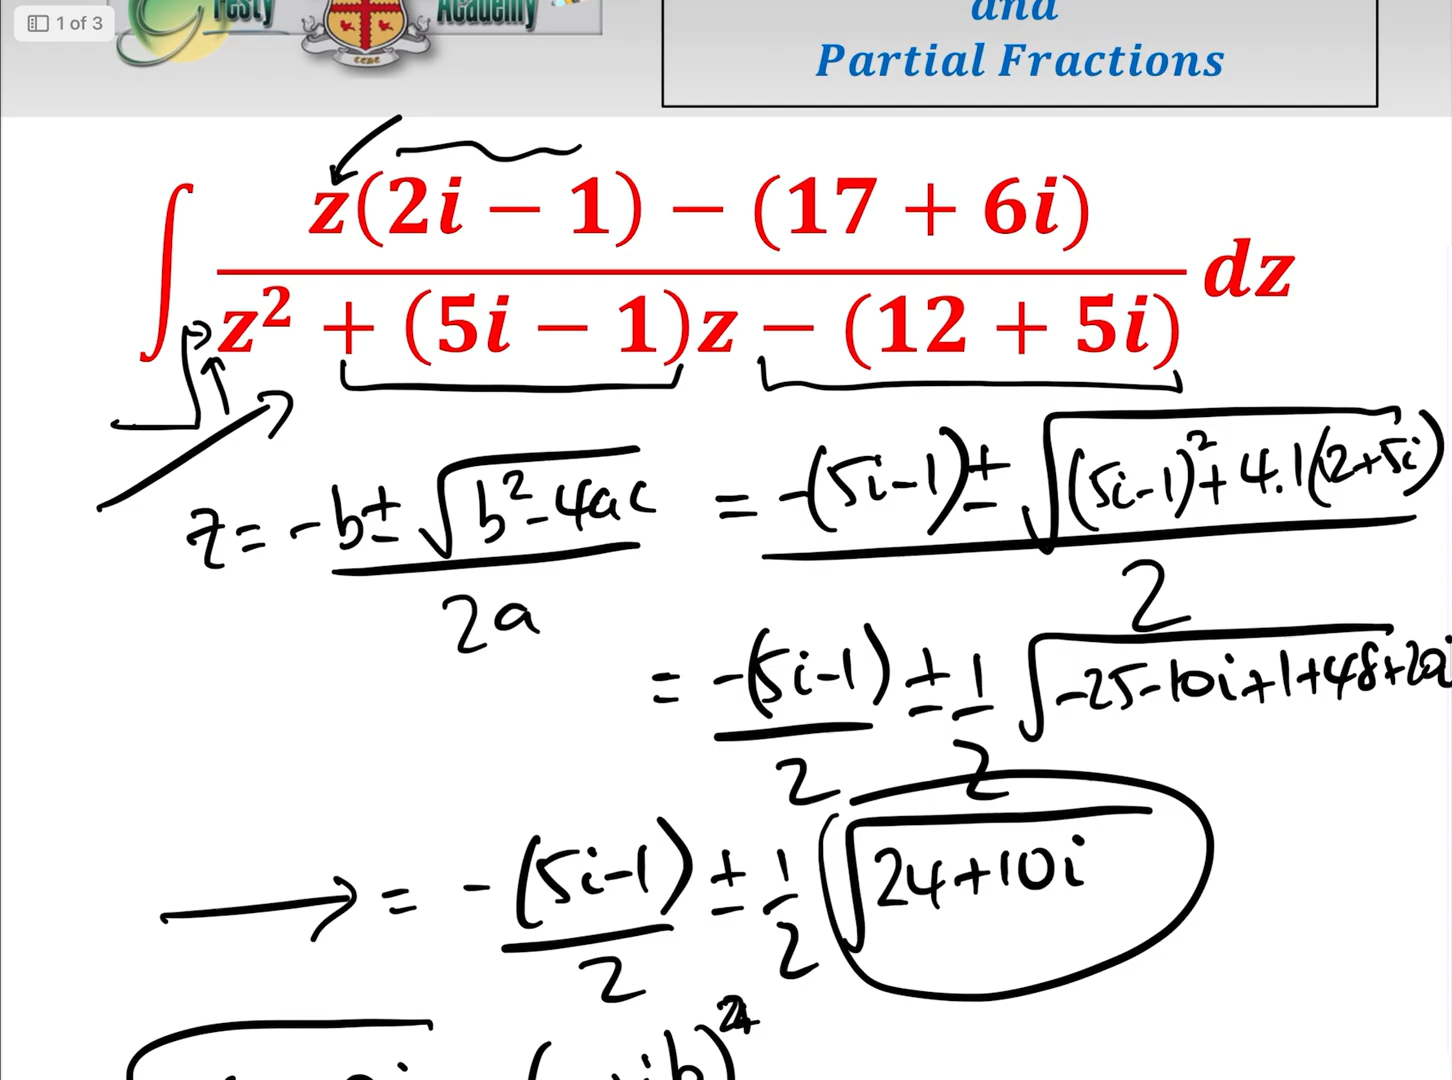 1 of 3
Academy
and
Partial Fractions
∫ z(2i − 1) − (17 + 6i) / z² + (5i − 1)z − (12 + 5i) dz
z = -b ± √b² - 4ac / 2a = -(5i-1) ± √(5i-1)² + 4.1(12+5i) / 2
= -(5i-1)/2 ± 1/2 √-25-10i+1+48+20i
= -(5i-1)/2 ± 1/2 √24+10i